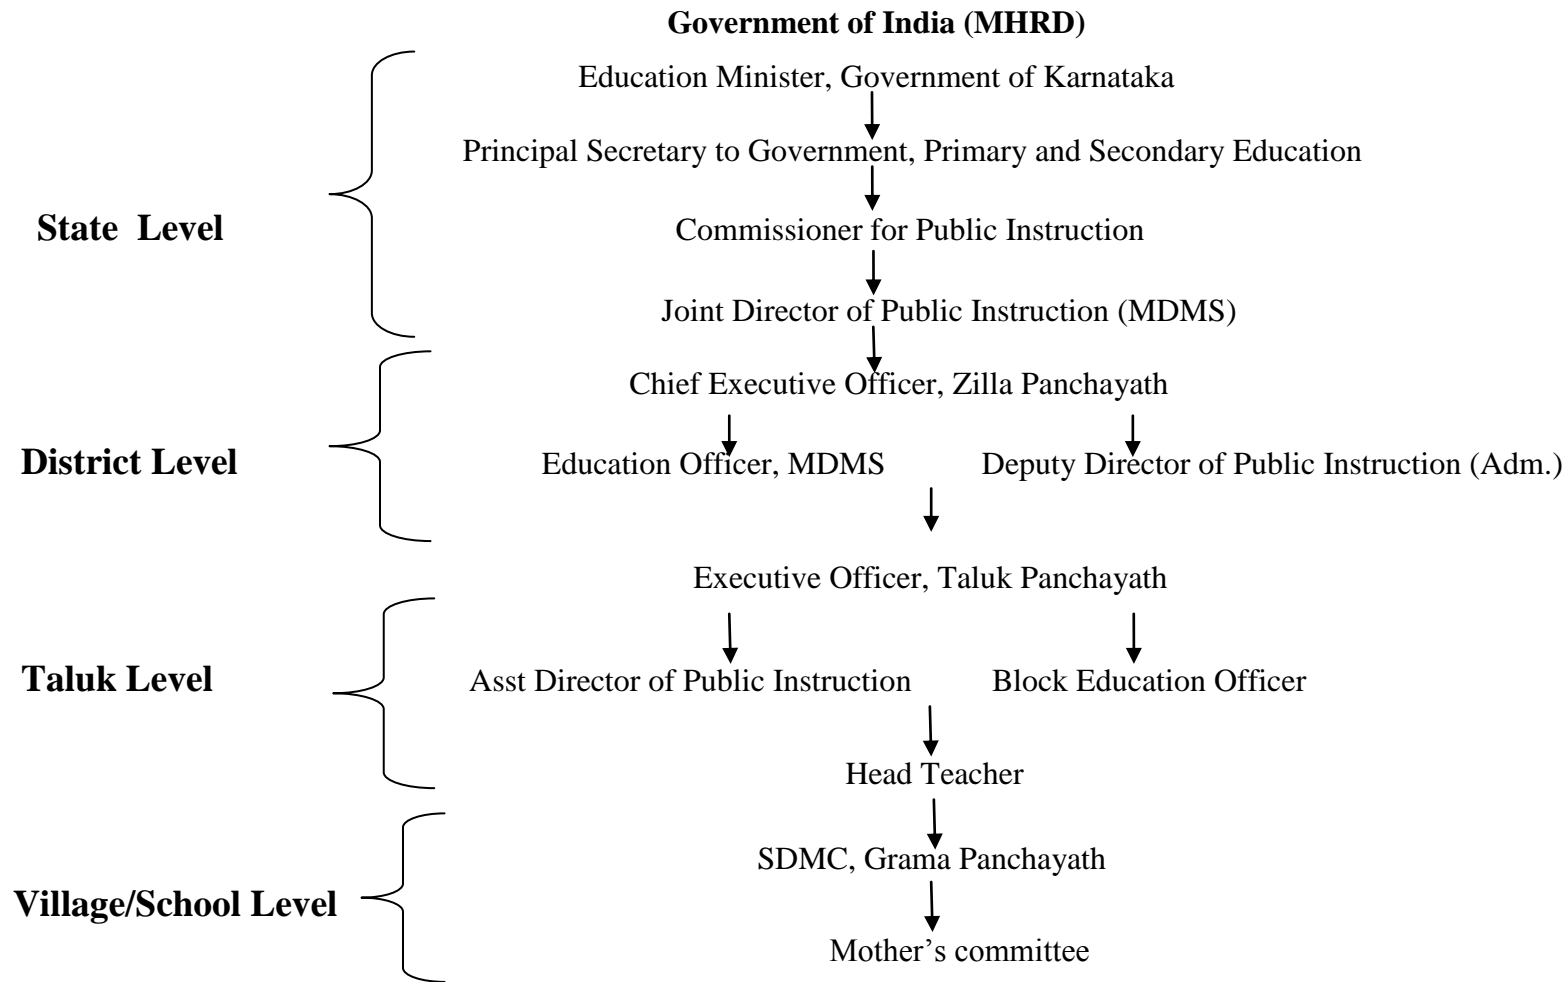 Government of India (MHRD)
Education Minister, Government of Karnataka
Principal Secretary to Government, Primary and Secondary Education
State Level
Commissioner for Public Instruction
Joint Director of Public Instruction (MDMS)
Chief Executive Officer, Zilla Panchayath
District Level
Education Officer, MDMS
Deputy Director of Public Instruction (Adm.)
Executive Officer, Taluk Panchayath
Taluk Level
Asst Director of Public Instruction
Block Education Officer
Head Teacher
SDMC, Grama Panchayath
Village/School Level
Mother’s committee